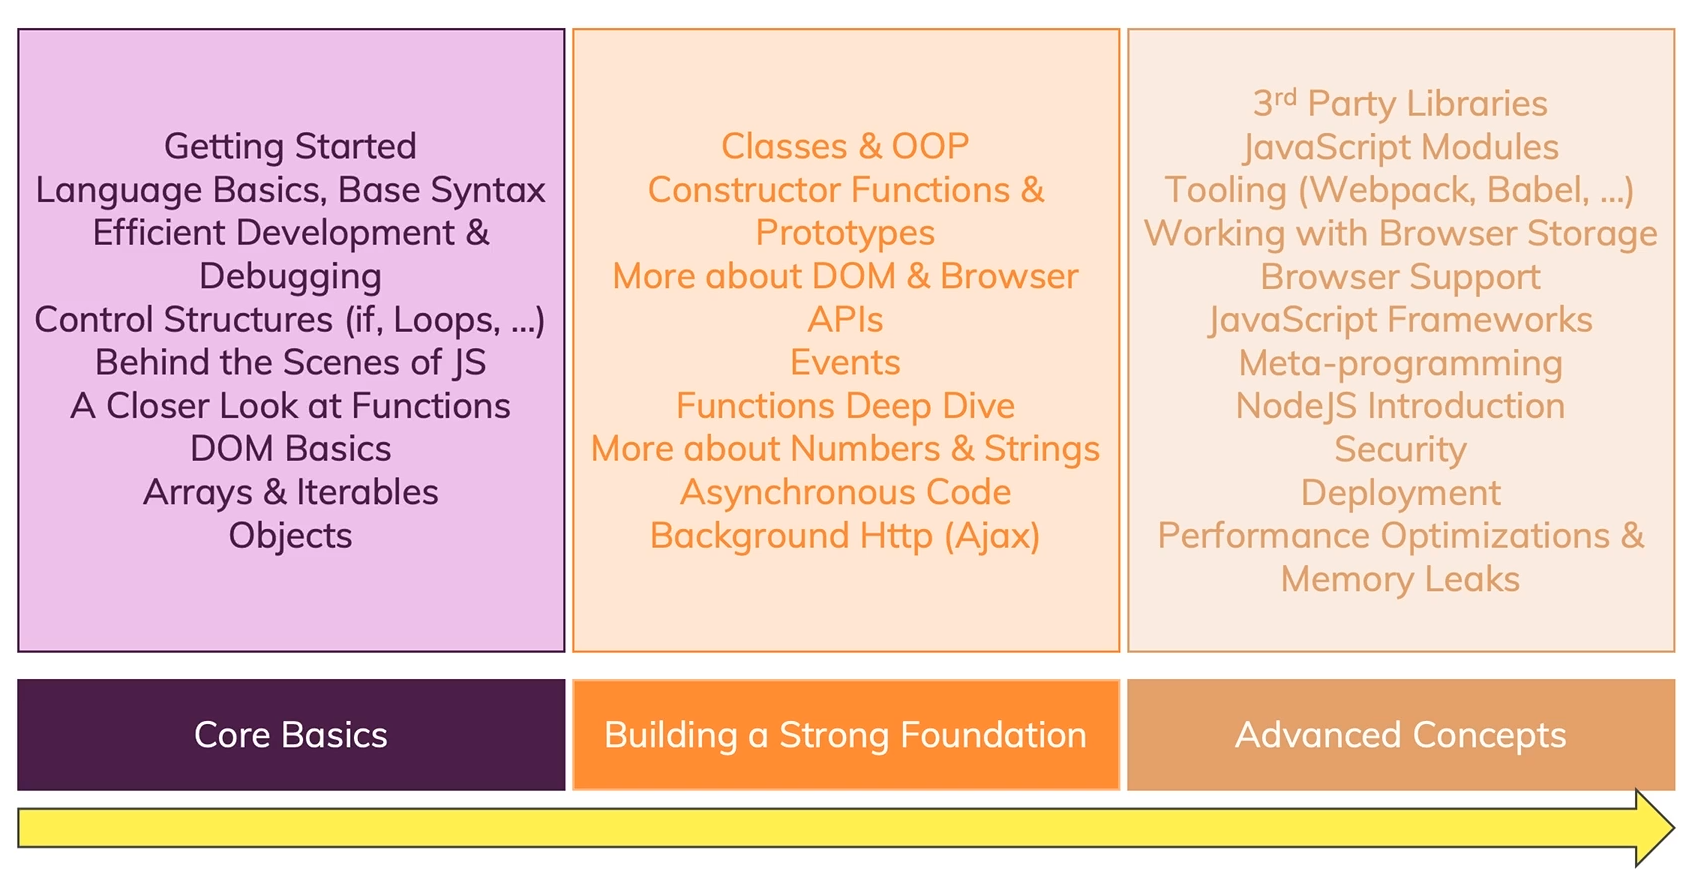 Getting Started
Language Basics, Base Syntax
Efficient Development &
Debugging
Control Structures (if, Loops, ...)
Behind the Scenes of JS
A Closer Look at Functions
DOM Basics
Arrays & Iterables
Objects
Core Basics
Classes & OOP
Constructor Functions &
Prototypes
More about DOM & Browser
APIs
Events
Functions Deep Dive
More about Numbers & Strings
Asynchronous Code
Background Http (Ajax)
Building a Strong Foundation
3rd Party Libraries
JavaScript Modules
Tooling (Webpack, Babel, ...)
Working with Browser Storage
Browser Support
JavaScript Frameworks
Meta-programming
NodeJS Introduction
Security
Deployment
Performance Optimizations &
Memory Leaks
Advanced Concepts